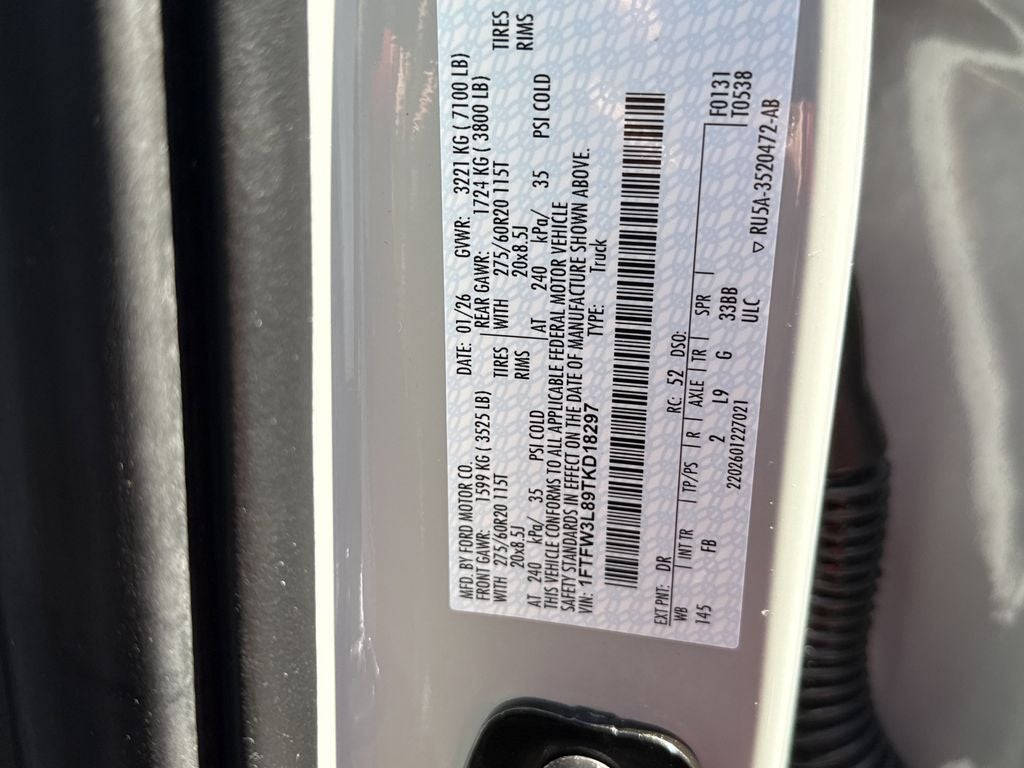 MFD. BY FORD MOTOR CO.
DATE: 01/26 GVWR: 3221 KG ( 7100 LB)
FRONT GAWR: 1599 KG ( 3525 LB)
REAR GAWR: 1724 KG ( 3800 LB)
WITH 275/60R20 115T TIRES
WITH 275/60R20 115T TIRES
20x8.5J RIMS
20x8.5J RIMS
AT 240 kPa/ 35 PSI COLD
AT 240 kPa/ 35 PSI COLD
THIS VEHICLE CONFORMS TO ALL APPLICABLE FEDERAL MOTOR VEHICLE
SAFETY STANDARDS IN EFFECT ON THE DATE OF MANUFACTURE SHOWN ABOVE.
VIN: 1FTFW3L89TKD18297
TYPE: Truck
EXT PNT: DR RC: 52 DSO:
WB INT TR TP/PS R AXLE TR SPR
145 FB 2 L9 G 33BB
F0131
T0538
2202601227021 ULC
▽ RU5A-3520472-AB